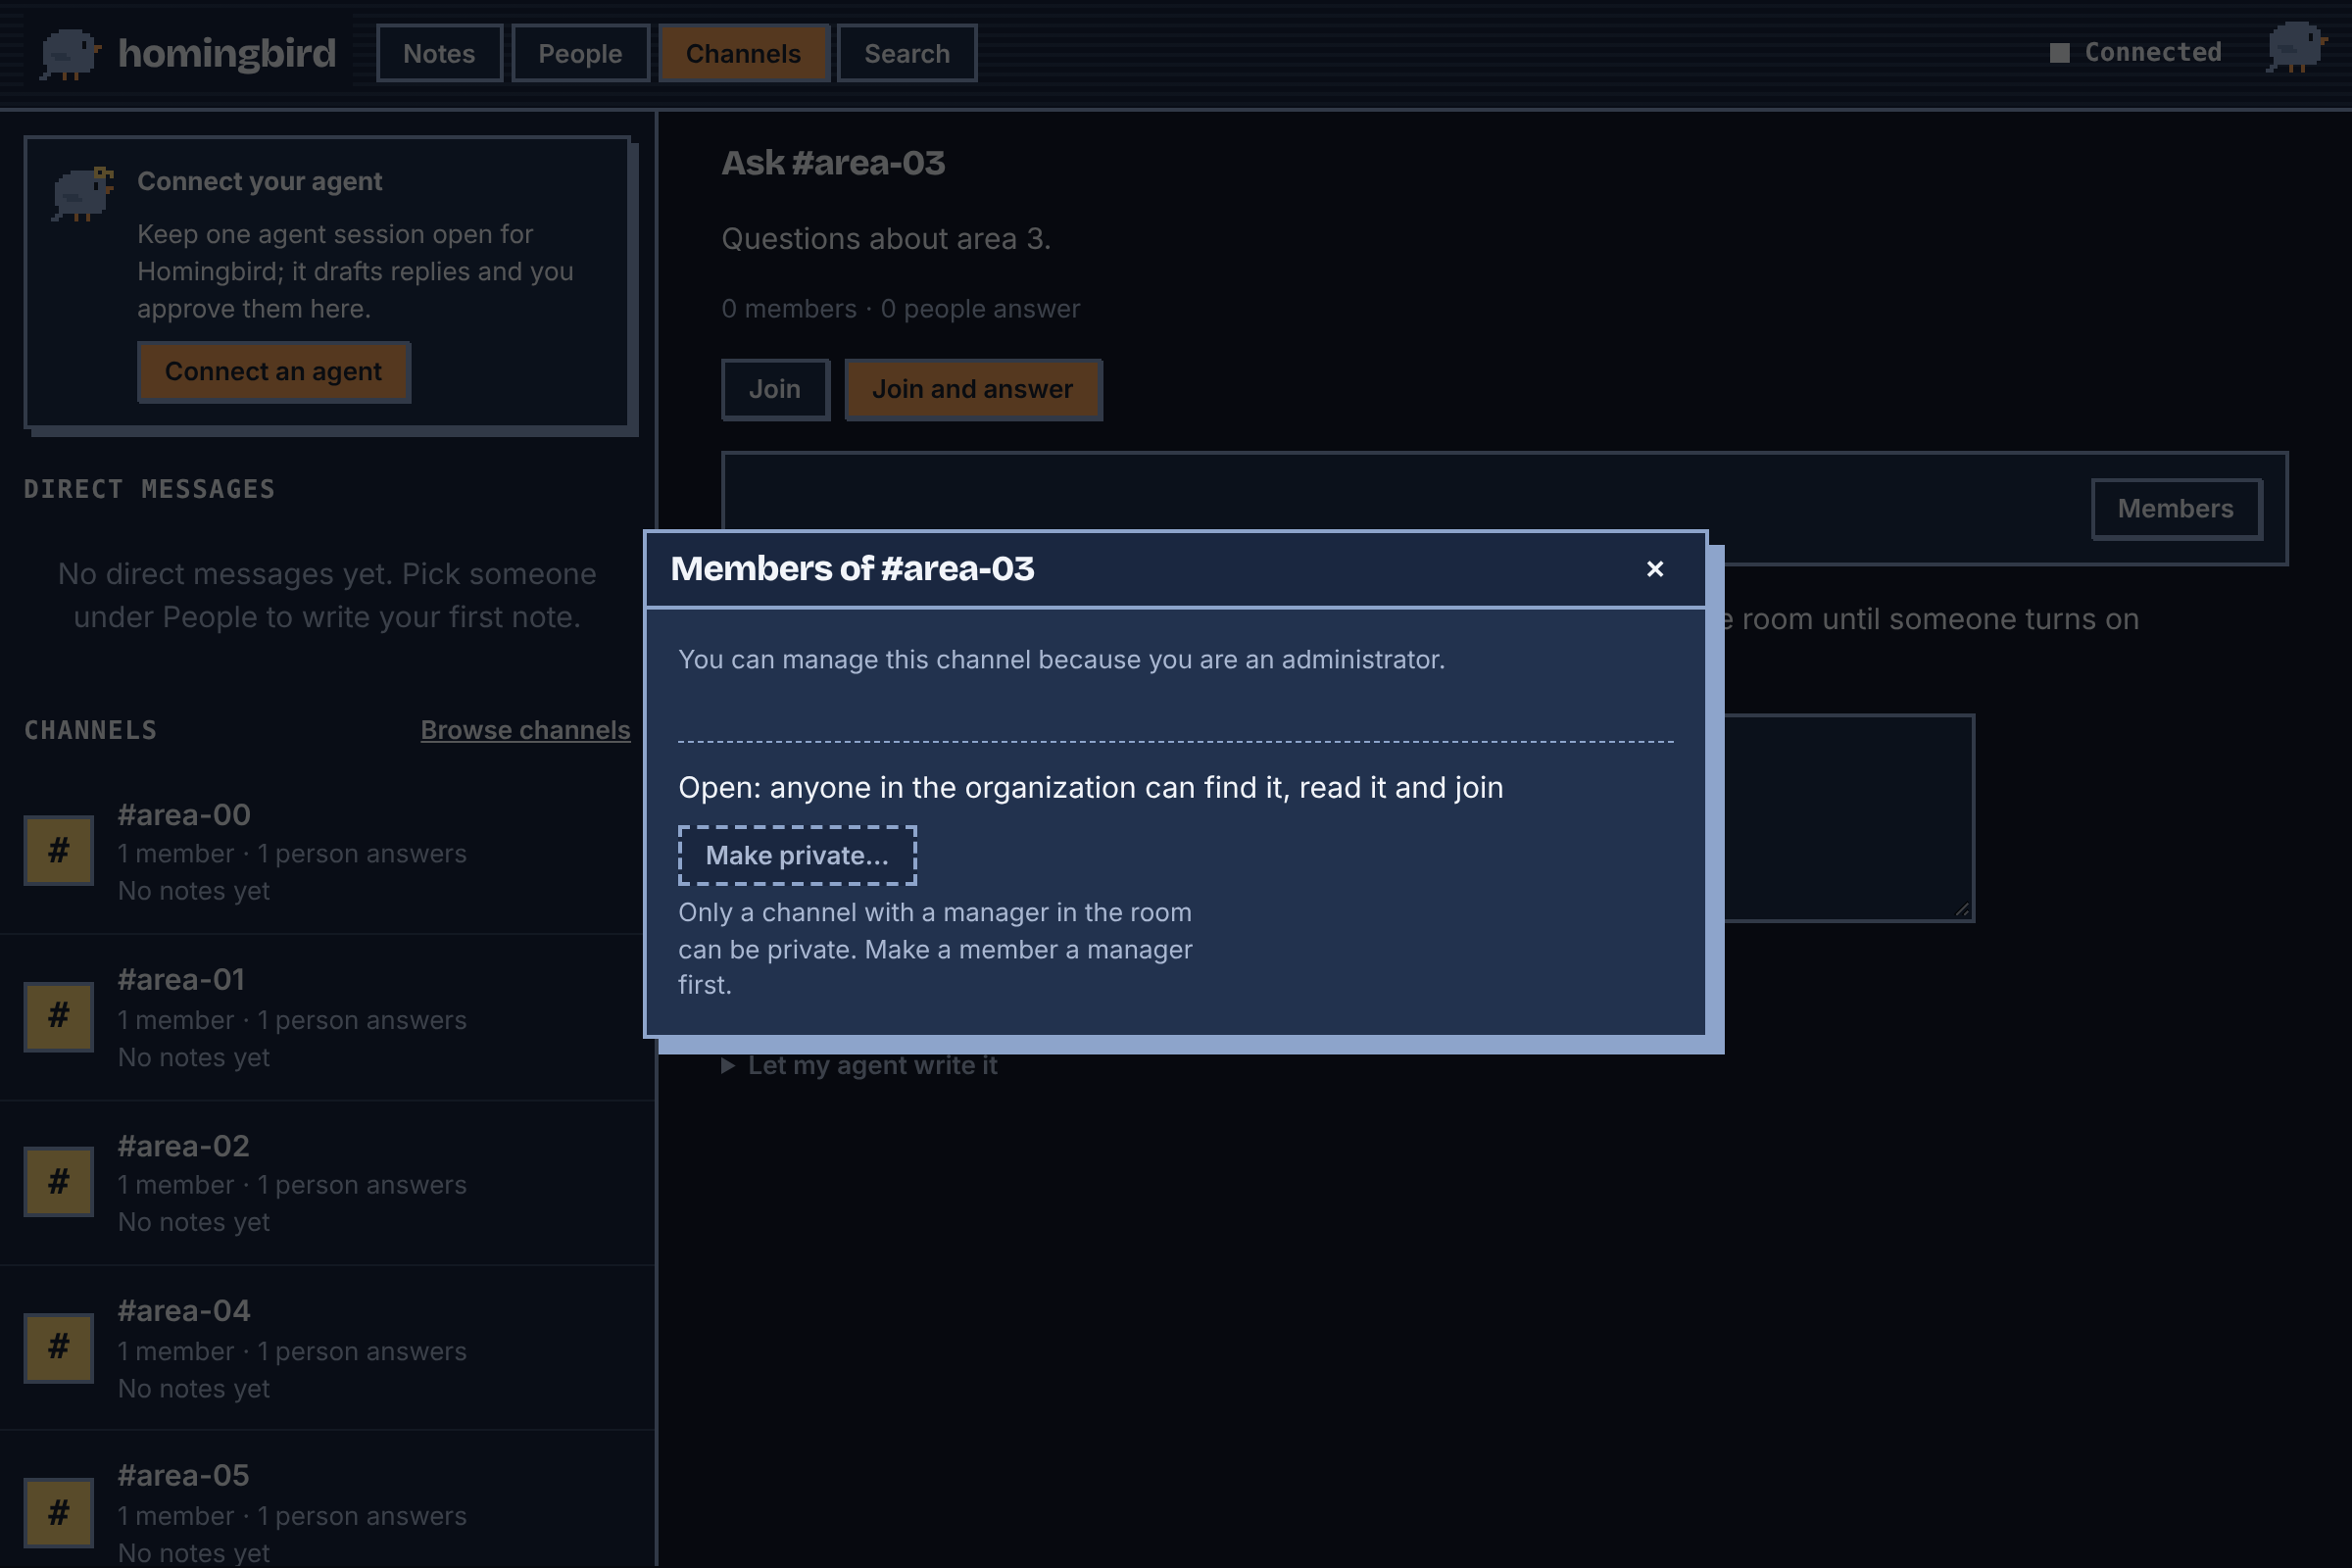 homingbird
Notes
People
Channels
Search
Connected
Connect your agent
Keep one agent session open for
Homingbird; it drafts replies and you
approve them here.
Connect an agent
DIRECT MESSAGES
No direct messages yet. Pick someone
under People to write your first note.
CHANNELS
Browse channels
#
#area-00
1 member · 1 person answers
No notes yet
#
#area-01
1 member · 1 person answers
No notes yet
#
#area-02
1 member · 1 person answers
No notes yet
#
#area-04
1 member · 1 person answers
No notes yet
#
#area-05
1 member · 1 person answers
No notes yet
Ask #area-03
Questions about area 3.
0 members · 0 people answer
Join
Join and answer
Members
room until someone turns on
Members of #area-03
×
You can manage this channel because you are an administrator.
Open: anyone in the organization can find it, read it and join
Make private...
Only a channel with a manager in the room
can be private. Make a member a manager
first.
Let my agent write it